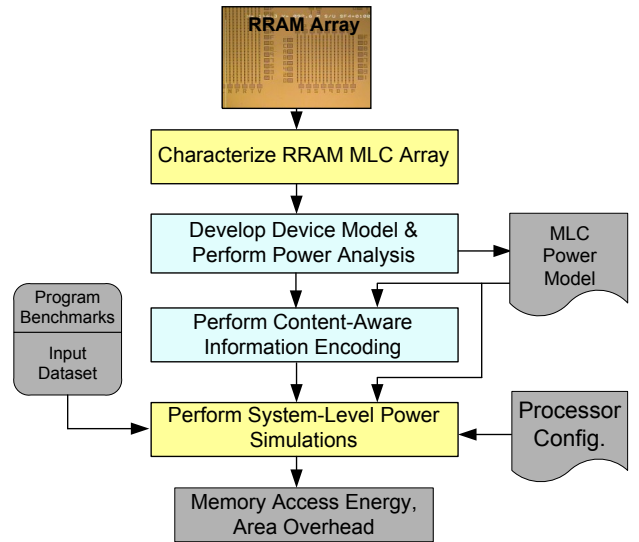 RRAM Array
Characterize RRAM MLC Array
Develop Device Model &
Perform Power Analysis
MLC
Power
Model
Program
Benchmarks
Input
Dataset
Perform Content-Aware
Information Encoding
Perform System-Level Power
Simulations
Processor
Config.
Memory Access Energy,
Area Overhead